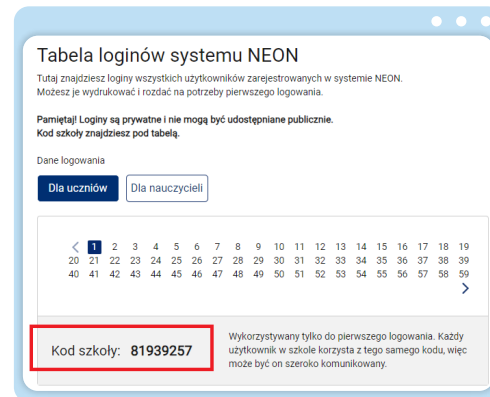 Tabela loginów systemu NEON
Tutaj znajdziesz loginy wszystkich użytkowników zarejestrowanych w systemie NEON.
Możesz je wydrukować i rozdać na potrzeby pierwszego logowania.
Pamiętaj! Loginy są prywatne i nie mogą być udostępniane publicznie.
Kod szkoły znajdziesz pod tabelą.
Dane logowania
Dla uczniów Dla nauczycieli
< 1 2 3 4 5 6 7 8 9 10 11 12 13 14 15 16 17 18 19
20 21 22 23 24 25 26 27 28 29 30 31 32 33 34 35 36 37 38 39
40 41 42 43 44 45 46 47 48 49 50 51 52 53 54 55 56 57 58 59
>
Kod szkoły: 81939257
Wykorzystywany tylko do pierwszego logowania. Każdy
użytkownik w szkole korzysta z tego samego kodu, więc
może być on szeroko komunikowany.